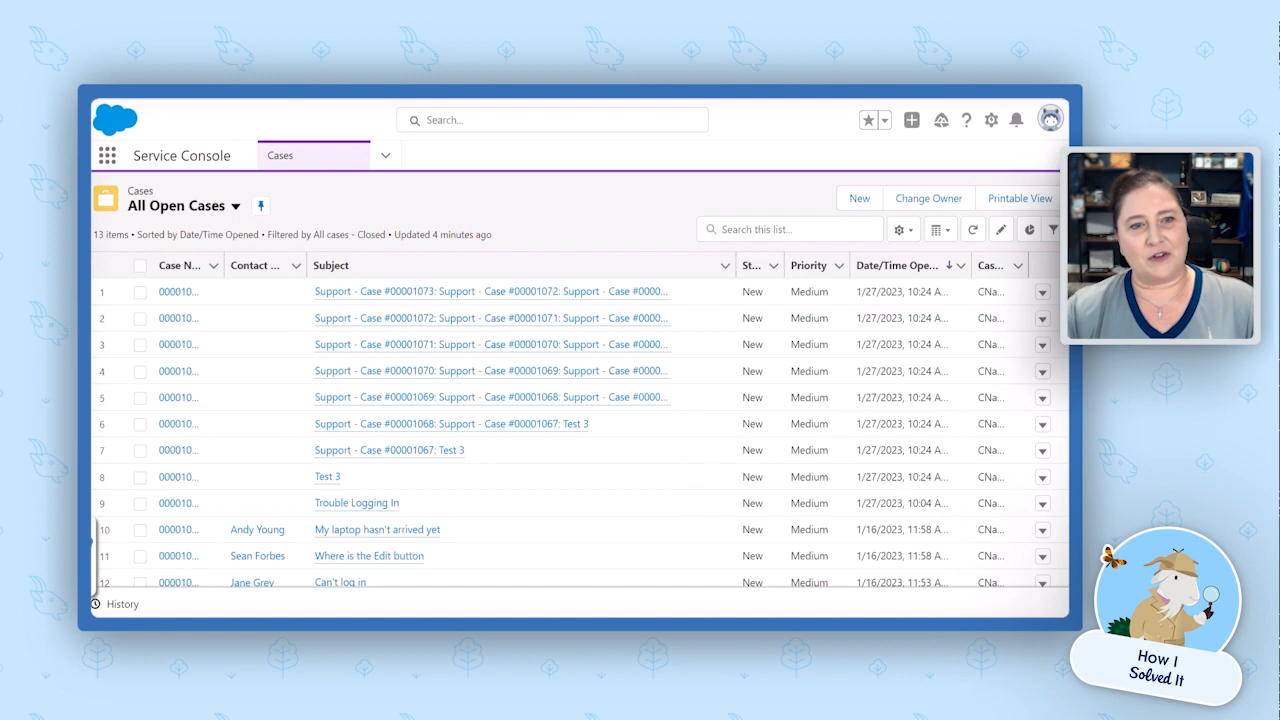 Search...
Service Console
Cases
Cases
All Open Cases
New
Change Owner
Printable View
13 items • Sorted by Date/Time Opened • Filtered by All cases - Closed • Updated 4 minutes ago
Search this list...
Case N... Contact ... Subject St... Priority Date/Time Ope... Cas...
1 000010... Support - Case #00001073: Support - Case #00001072: Support - Case #0000... New Medium 1/27/2023, 10:24 A... CNa...
2 000010... Support - Case #00001072: Support - Case #00001071: Support - Case #0000... New Medium 1/27/2023, 10:24 A... CNa...
3 000010... Support - Case #00001071: Support - Case #00001070: Support - Case #0000... New Medium 1/27/2023, 10:24 A... CNa...
4 000010... Support - Case #00001070: Support - Case #00001069: Support - Case #0000... New Medium 1/27/2023, 10:24 A... CNa...
5 000010... Support - Case #00001069: Support - Case #00001068: Support - Case #0000... New Medium 1/27/2023, 10:24 A... CNa...
6 000010... Support - Case #00001068: Support - Case #00001067: Test 3 New Medium 1/27/2023, 10:24 A... CNa...
7 000010... Support - Case #00001067: Test 3 New Medium 1/27/2023, 10:24 A... CNa...
8 000010... Test 3 New Medium 1/27/2023, 10:24 A... CNa...
9 000010... Trouble Logging In New Medium 1/27/2023, 10:04 A... CNa...
10 000010... Andy Young My laptop hasn't arrived yet New Medium 1/16/2023, 11:58 A... CNa...
11 000010... Sean Forbes Where is the Edit button New Medium 1/16/2023, 11:58 A... CNa...
12 000010... Jane Grey Can't log in New Medium 1/16/2023, 11:53 A... CNa...
History
How I
Solved It